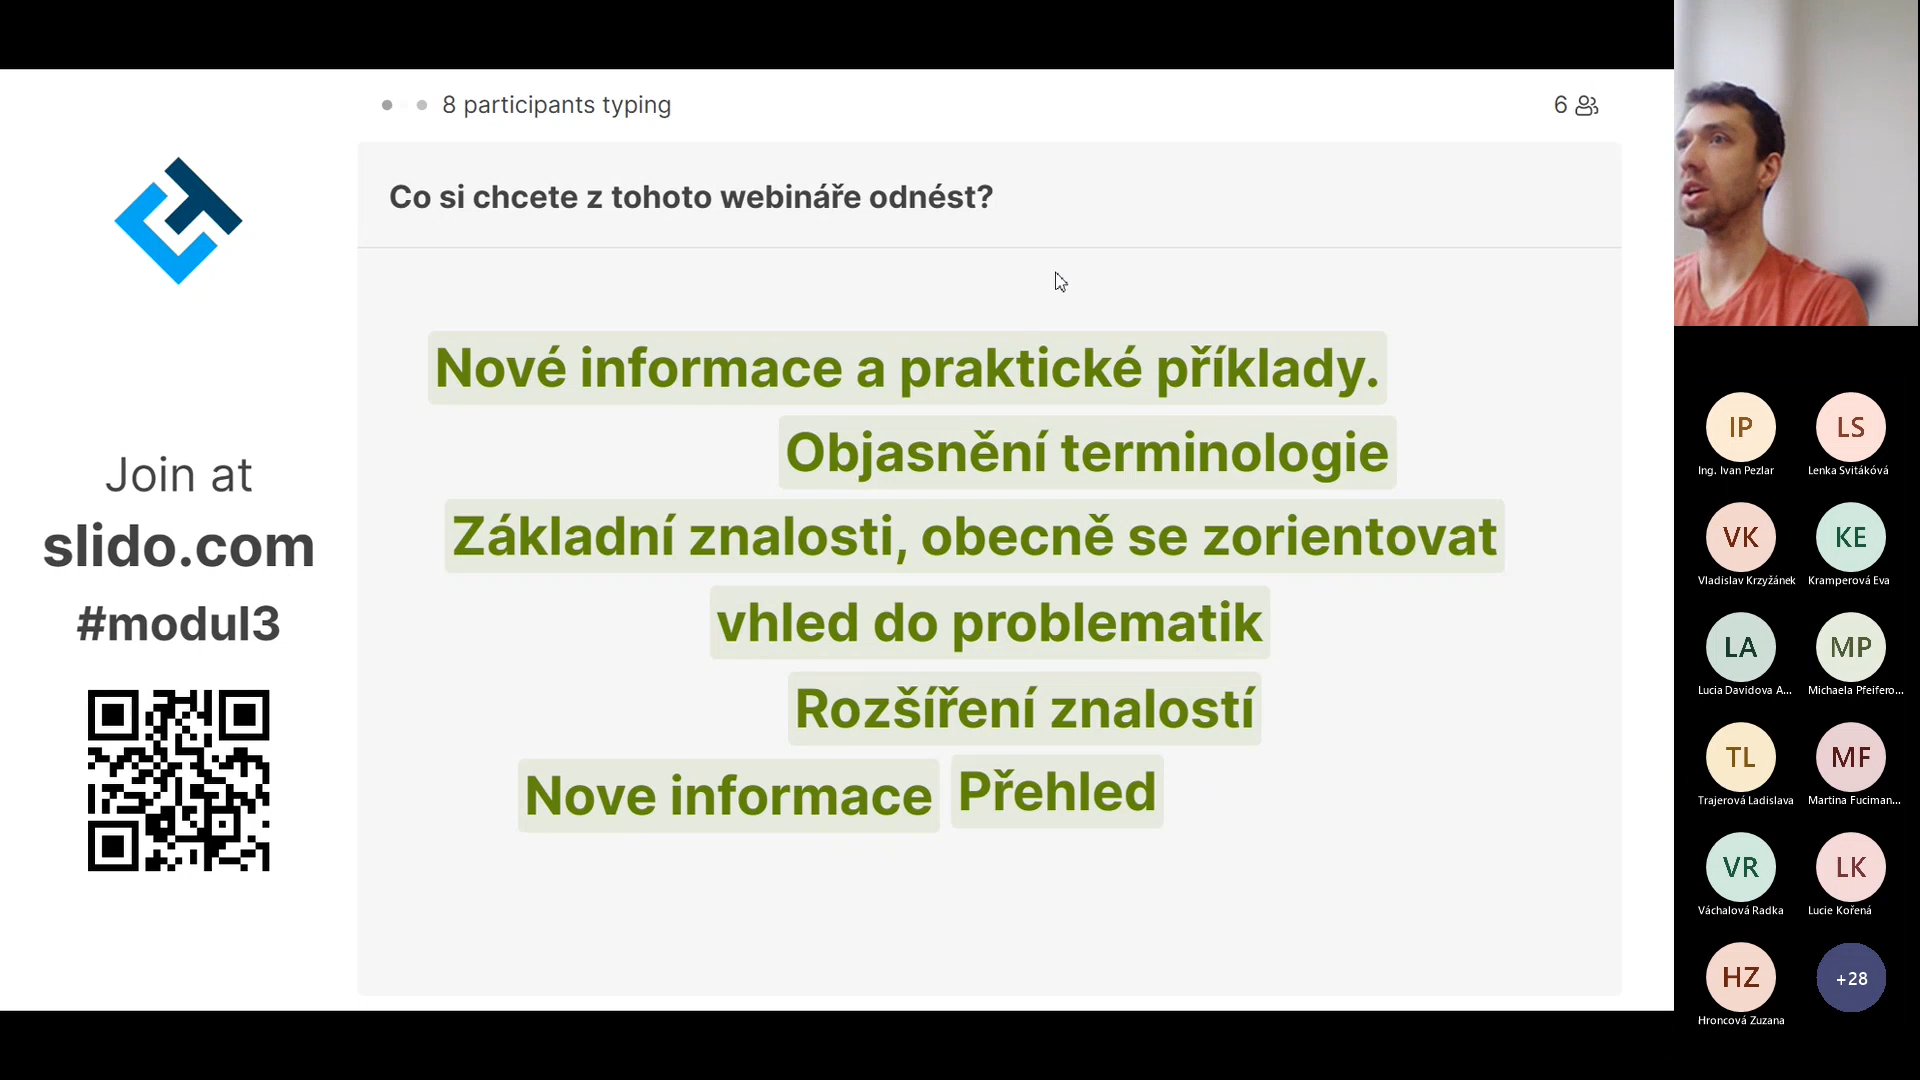 8 participants typing
6
Co si chcete z tohoto webináře odnést?
Nové informace a praktické příklady.
Objasnění terminologie
Základní znalosti, obecně se zorientovat
vhled do problematik
Rozšíření znalostí
Nove informace Přehled
Join at
slido.com
#modul3
IP LS
Ing. Ivan Pezlar Lenka Svitáková
VK KE
Vladislav Krzyžánek Kramperová Eva
LA MP
Lucia Davidova A... Michaela Pfeifero...
TL MF
Trajerová Ladislava Martina Fuciman...
VR LK
Váchalová Radka Lucie Kořená
HZ +28
Hroncová Zuzana